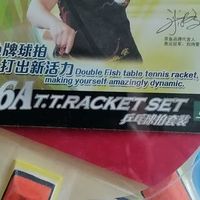 牌球拍
打出新活力
Double Fish table tennis racket,
making yourself amazingly dynamic.
6A T.T.RACKET SET
乒乓球拍套装